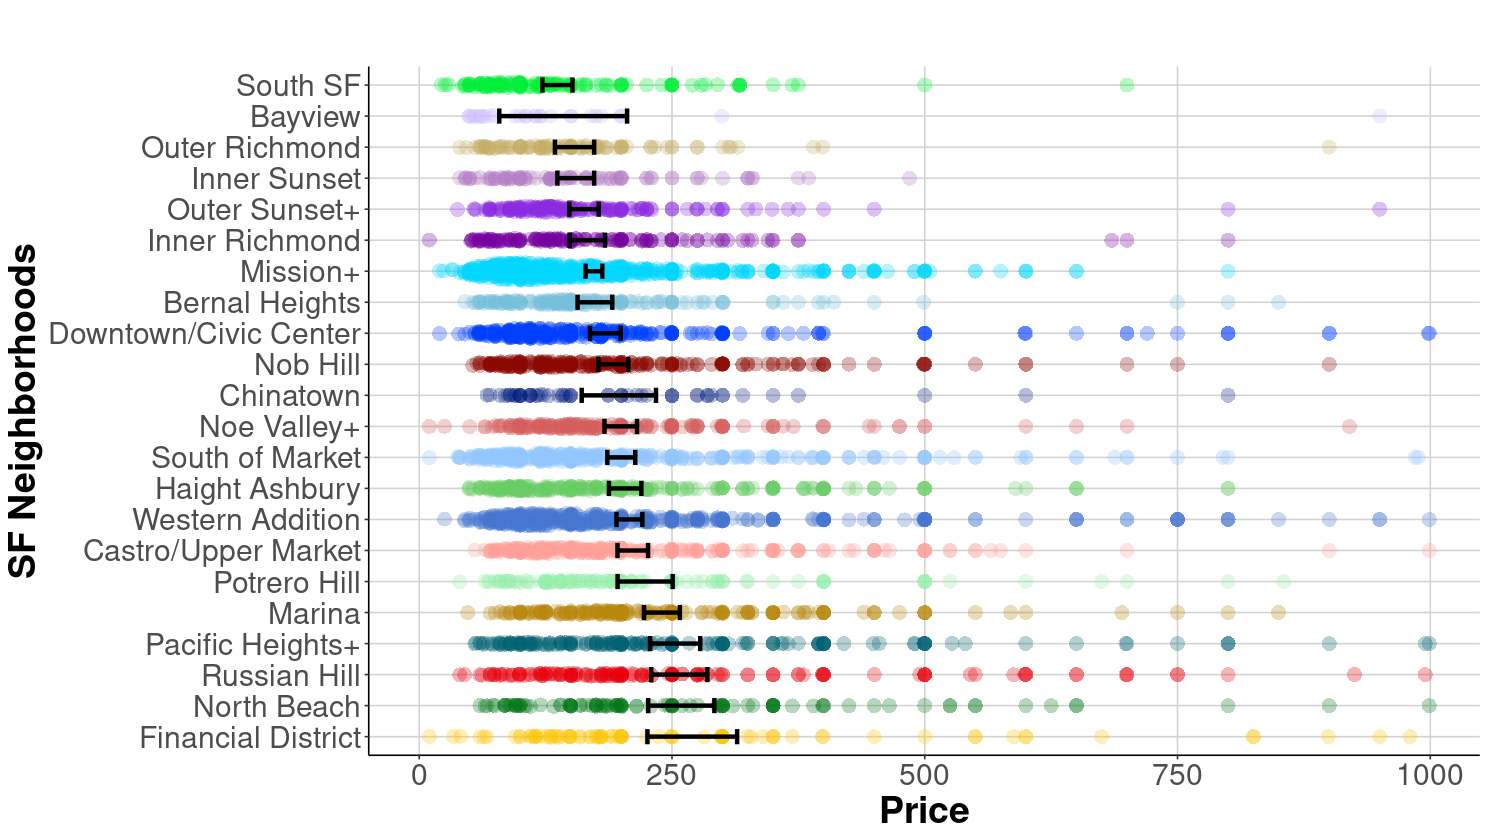 South SF
Bayview
Outer Richmond
Inner Sunset
Outer Sunset+
Inner Richmond
Mission+
Bernal Heights
Downtown/Civic Center
Nob Hill
Chinatown
Noe Valley+
South of Market
Haight Ashbury
Western Addition
Castro/Upper Market
Potrero Hill
Marina
Pacific Heights+
Russian Hill
North Beach
Financial District
SF Neighborhoods
0 250 500 750 1000
Price